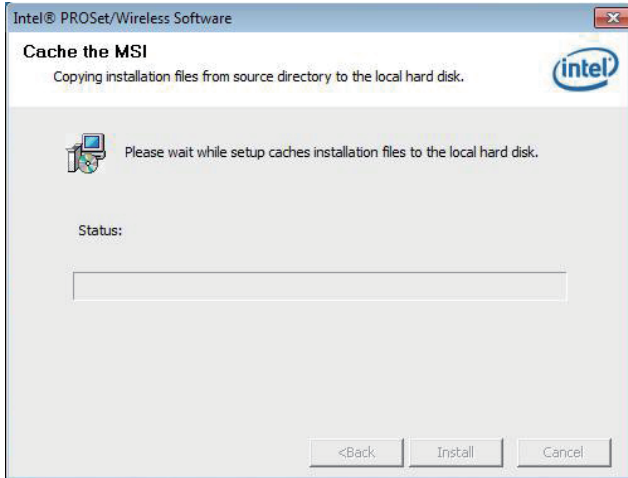 Intel® PROSet/Wireless Software
Cache the MSI
Copying installation files from source directory to the local hard disk.
intel
Please wait while setup caches installation files to the local hard disk.
Status:
<Back
Install
Cancel